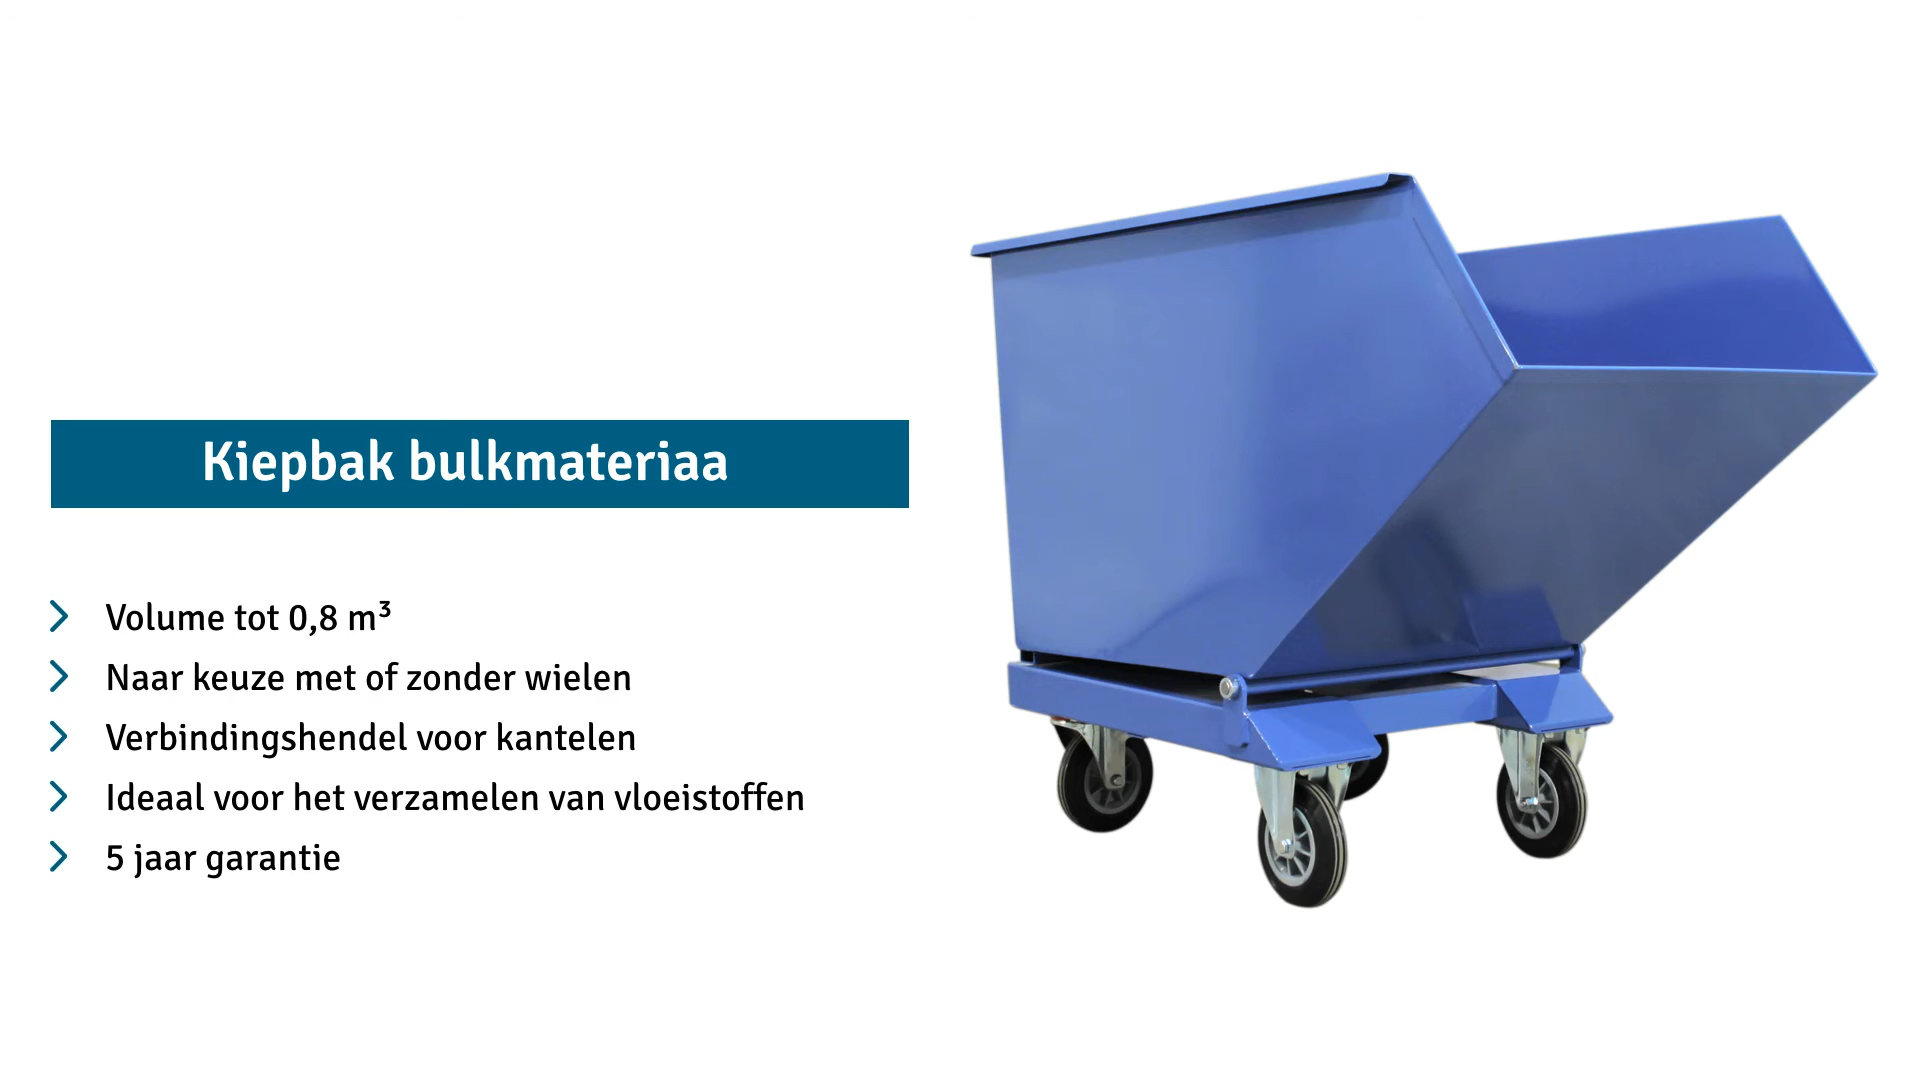 Kiepbak bulkmateriaa
Volume tot 0,8 m³
Naar keuze met of zonder wielen
Verbindingshendel voor kantelen
Ideaal voor het verzamelen van vloeistoffen
5 jaar garantie